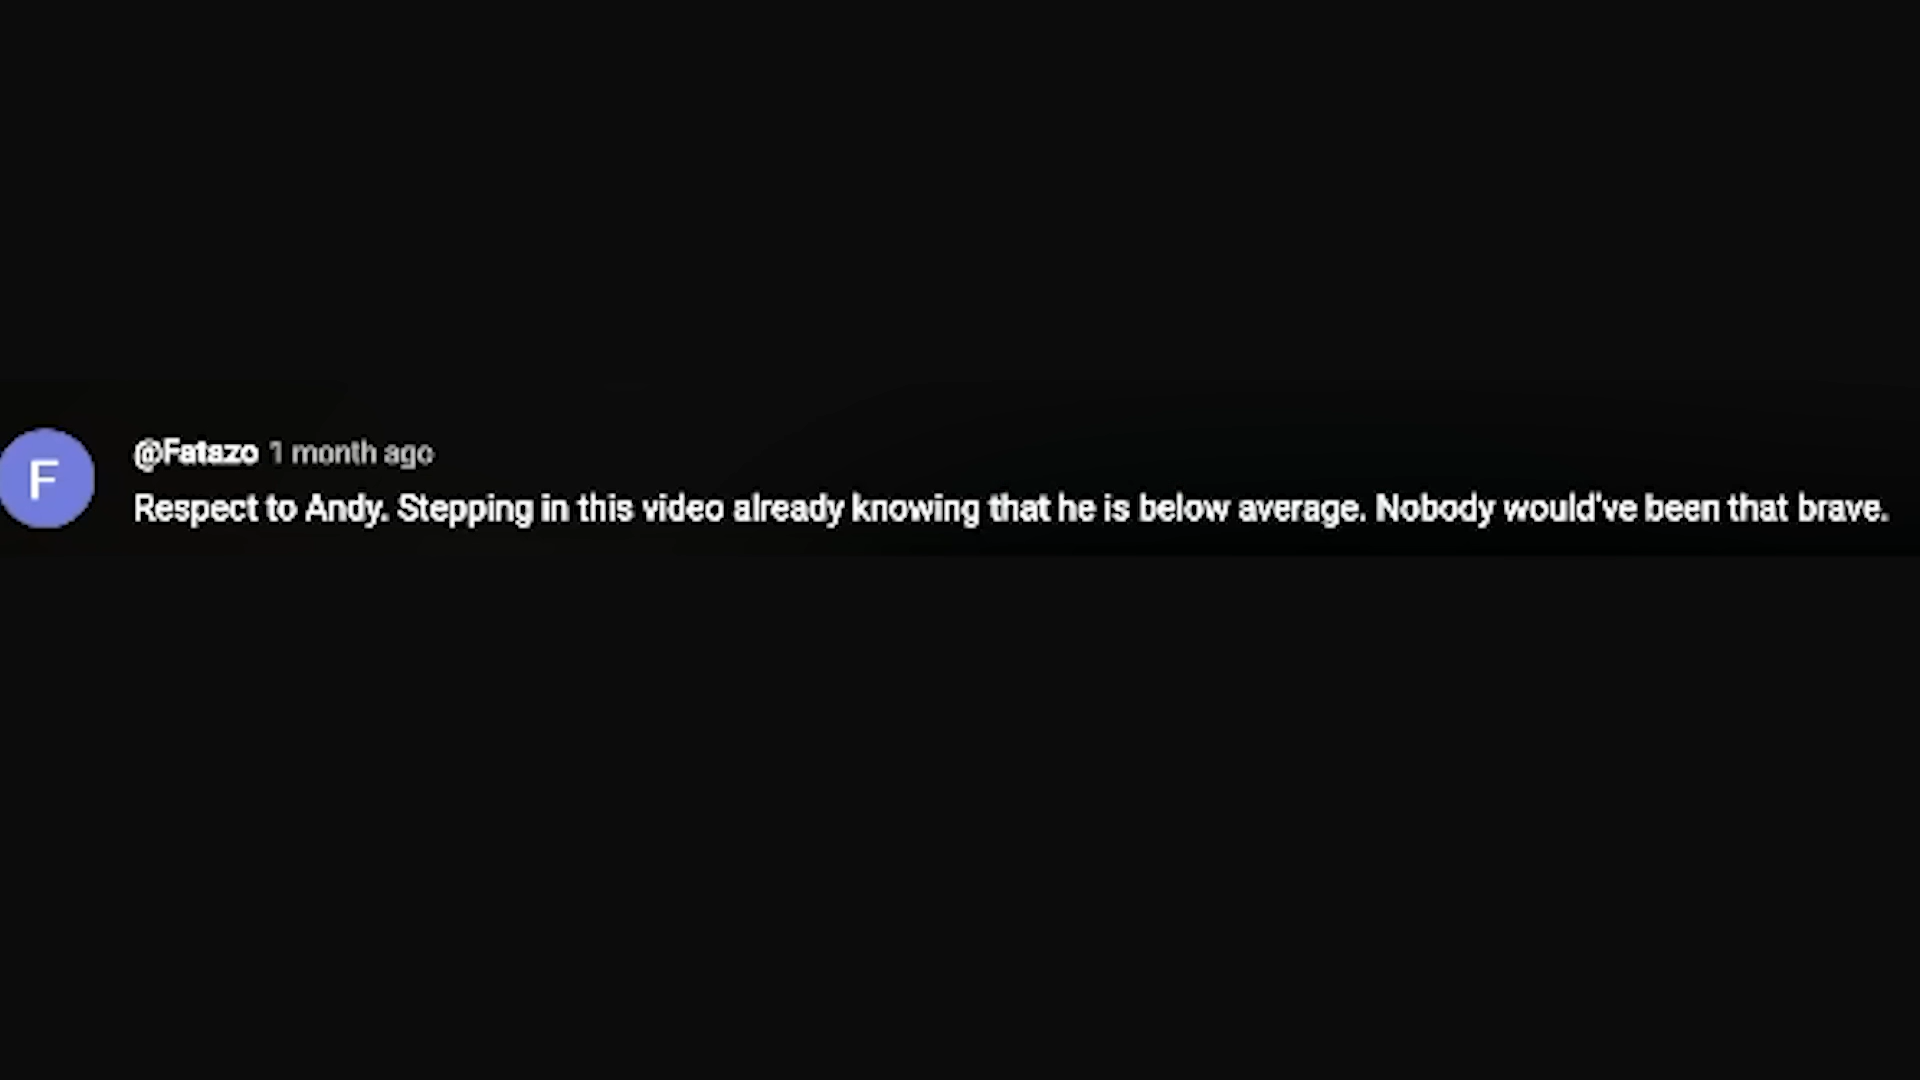 F
@Fatazo 1 month ago
Respect to Andy. Stepping in this video already knowing that he is below average. Nobody would've been that brave.